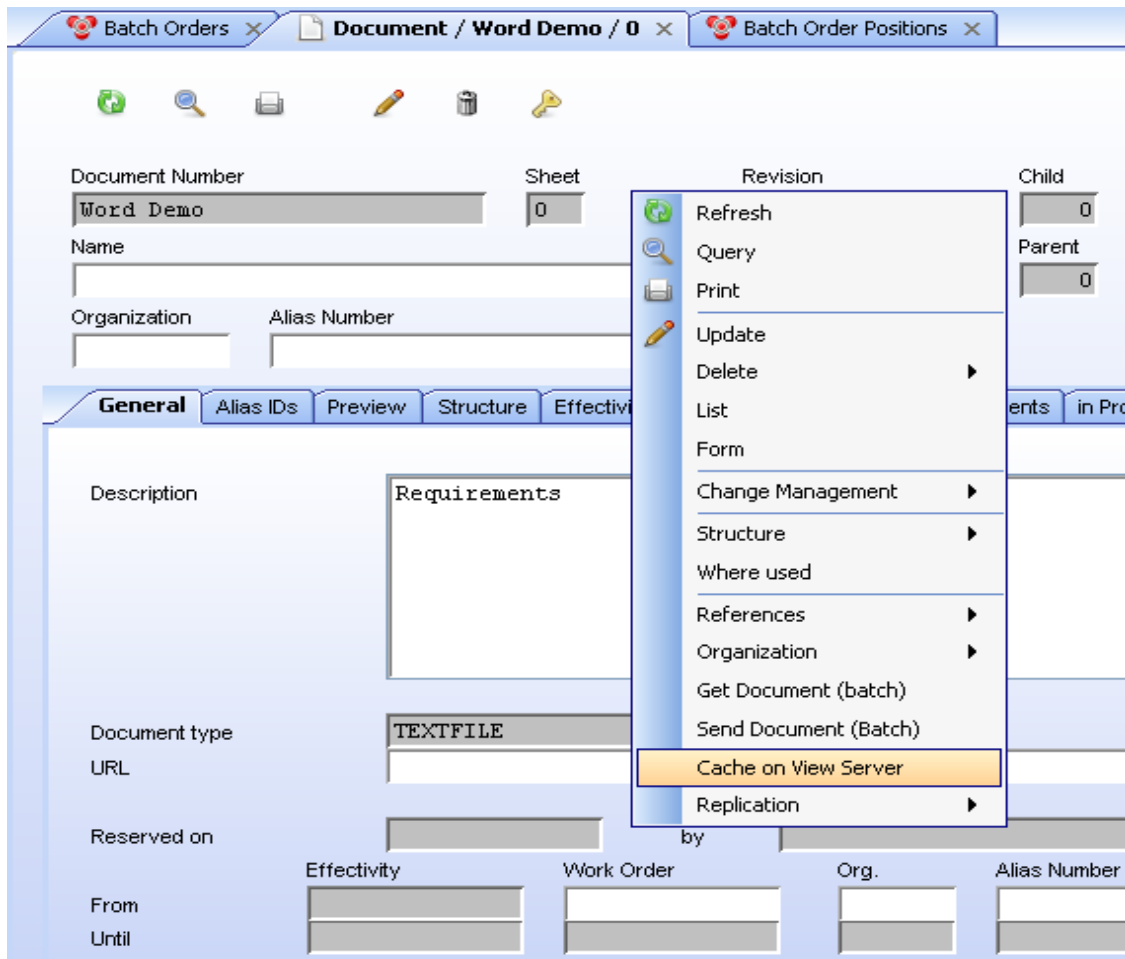 Batch Orders Document / Word Demo / 0 Batch Order Positions
Document Number Sheet Revision Child
Word Demo 0 0
Name Parent
0
Organization Alias Number
Refresh
Query
Print
Update
Delete
List
Form
Change Management
Structure
Where used
References
Organization
Get Document (batch)
Send Document (Batch)
Cache on View Server
Replication
General Alias IDs Preview Structure Effectivi ents in Pro
Description Requirements
Document type TEXTFILE
URL
Reserved on by
Effectivity Work Order Org. Alias Number
From
Until